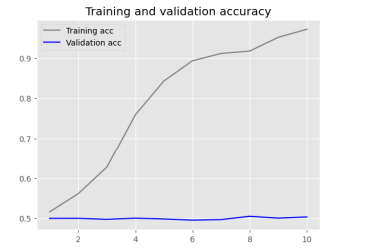 Training and validation accuracy
Training acc
Validation acc
0.9
0.8
0.7
0.6
0.5
2 4 6 8 10